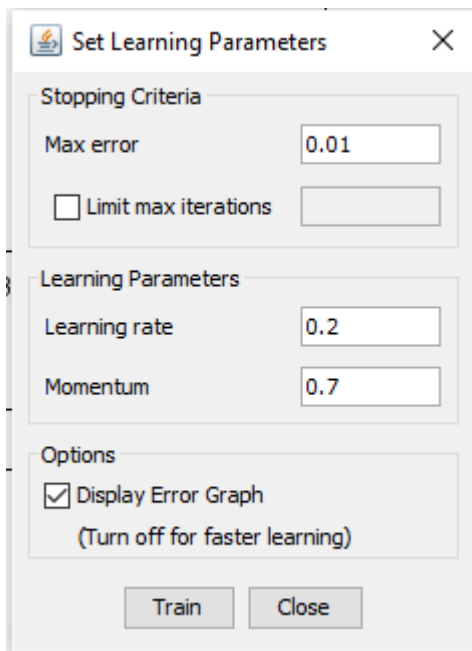 Set Learning Parameters
Stopping Criteria
Max error 0.01
Limit max iterations
Learning Parameters
Learning rate 0.2
Momentum 0.7
Options
Display Error Graph
(Turn off for faster learning)
Train Close